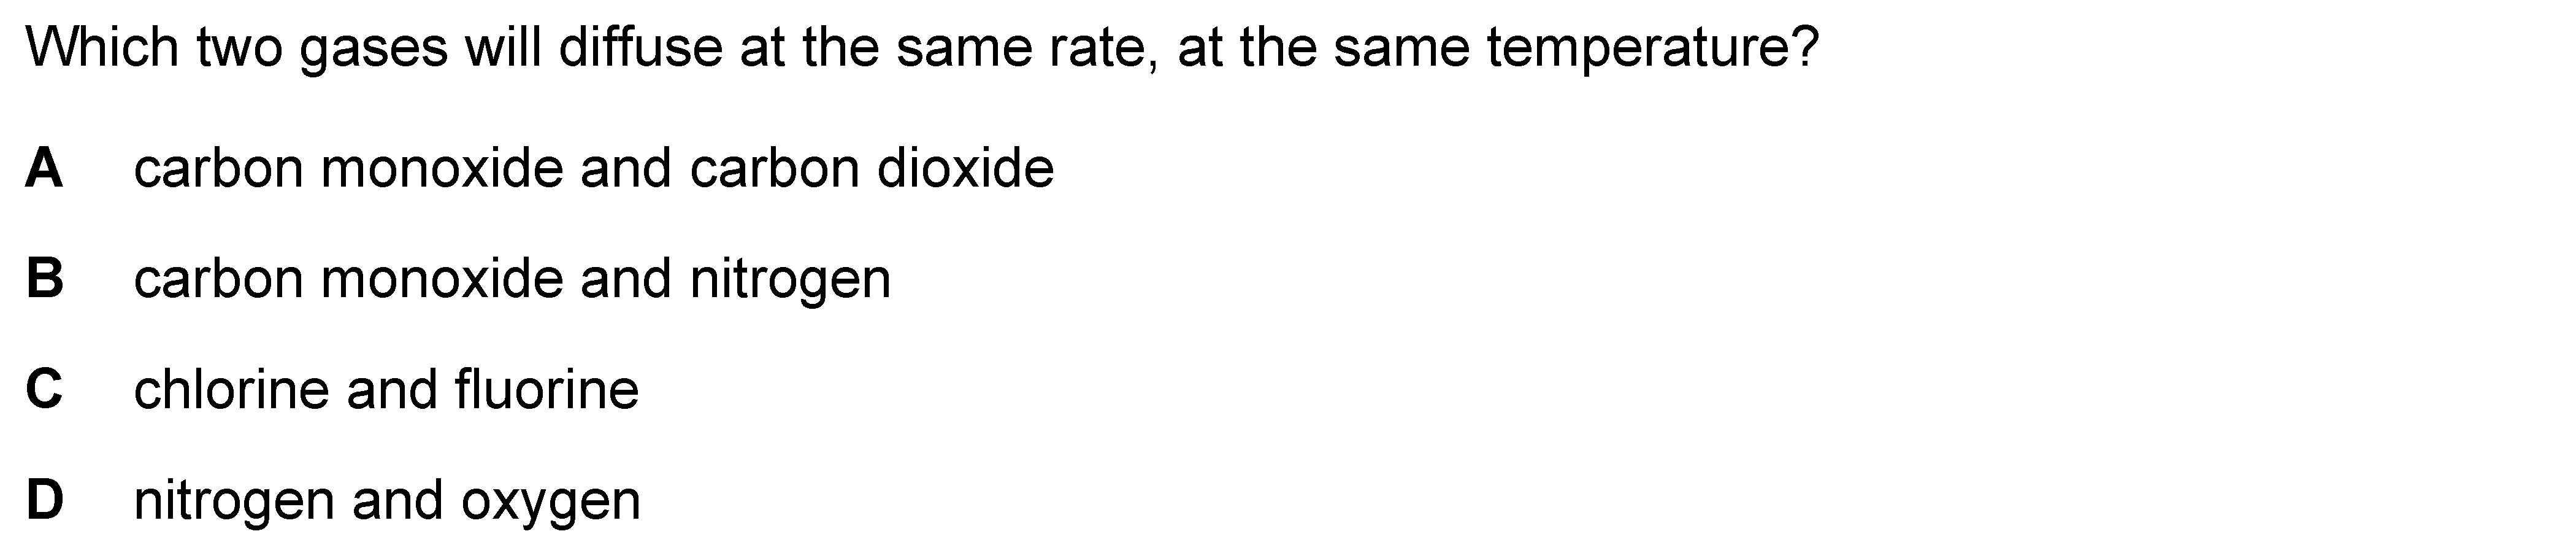 Which two gases will diffuse at the same rate, at the same temperature?
A carbon monoxide and carbon dioxide
B carbon monoxide and nitrogen
C chlorine and fluorine
D nitrogen and oxygen